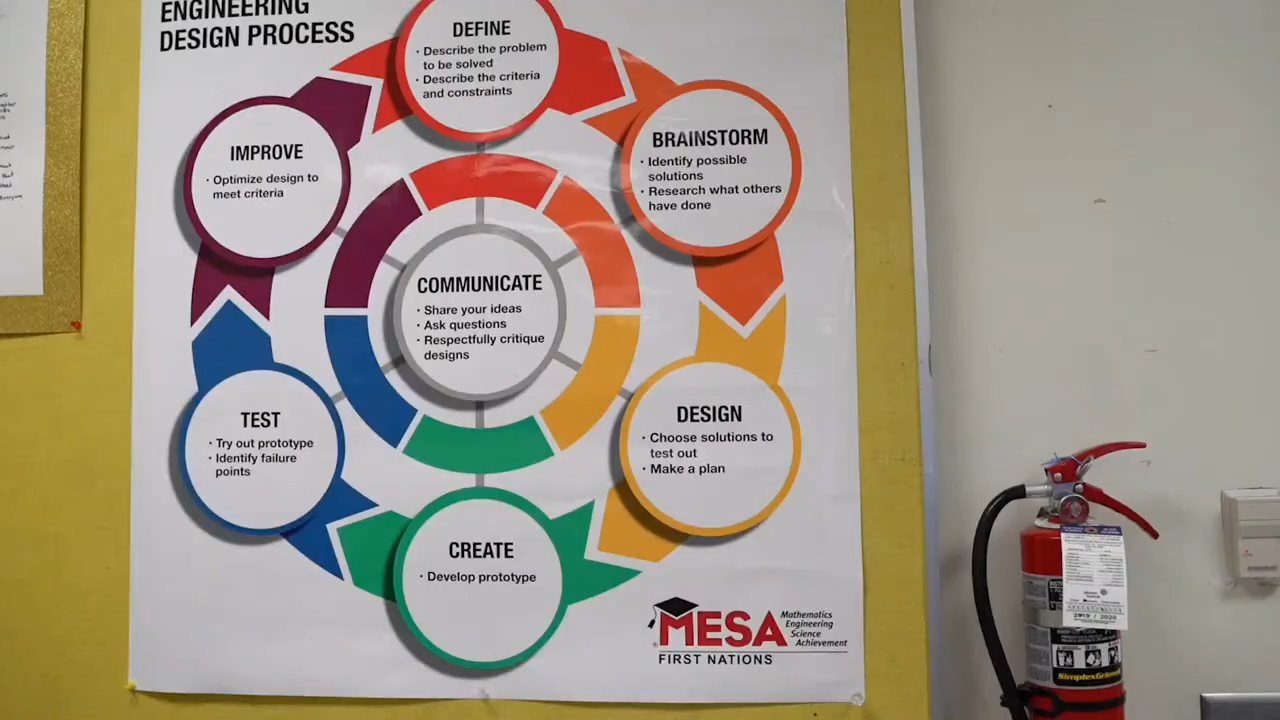 ENGINEERING
DESIGN PROCESS
DEFINE
· Describe the problem
to be solved
· Describe the criteria
and constraints
BRAINSTORM
· Identify possible
solutions
· Research what others
have done
DESIGN
· Choose solutions to
test out
· Make a plan
CREATE
· Develop prototype
TEST
· Try out prototype
· Identify failure
points
IMPROVE
· Optimize design to
meet criteria
COMMUNICATE
· Share your ideas
· Ask questions
· Respectfully critique
designs
MESA
Mathematics
Engineering
Science
Achievement
FIRST NATIONS
2019 / 2020